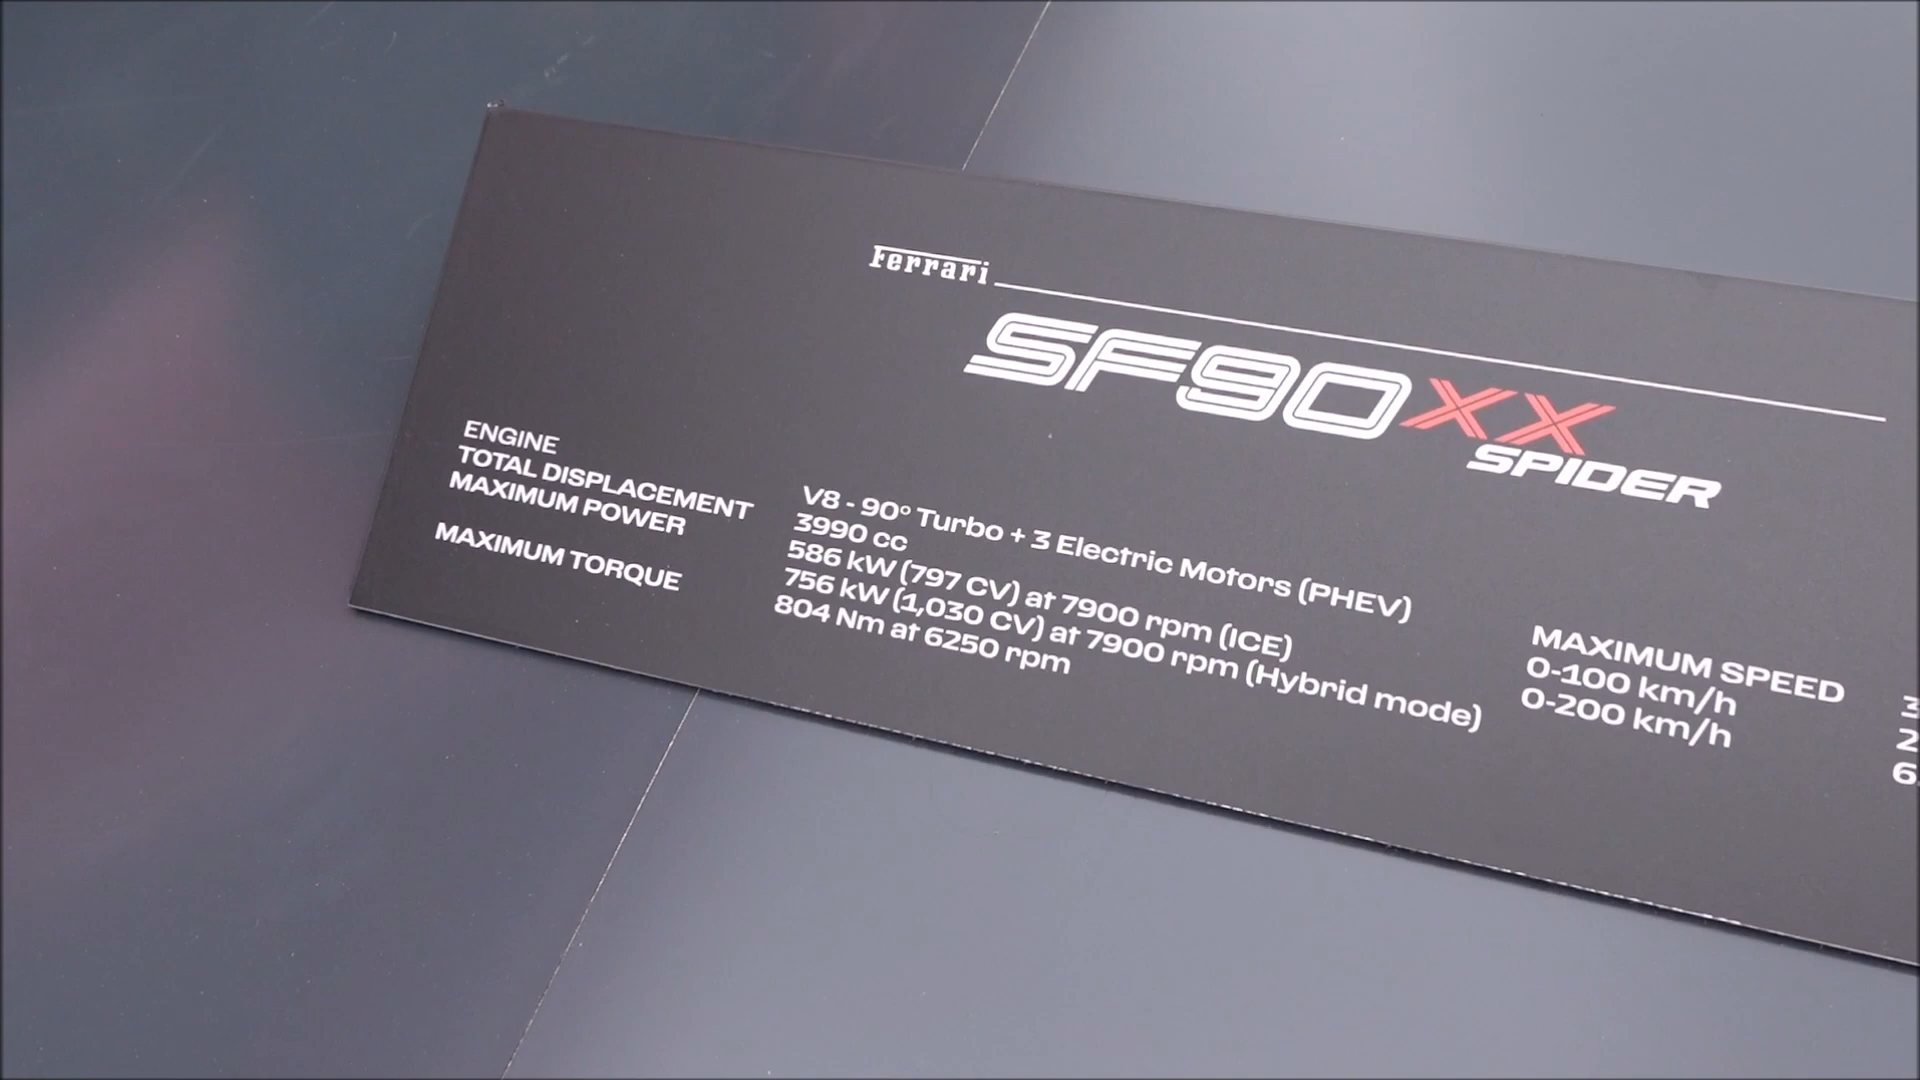 Ferrari
SF90XX
SPIDER
ENGINE
TOTAL DISPLACEMENT
MAXIMUM POWER
MAXIMUM TORQUE
V8 - 90° Turbo + 3 Electric Motors (PHEV)
3990 cc
586 kW (797 CV) at 7900 rpm (ICE)
756 kW (1,030 CV) at 7900 rpm (Hybrid mode)
804 Nm at 6250 rpm
MAXIMUM SPEED
0-100 km/h
0-200 km/h